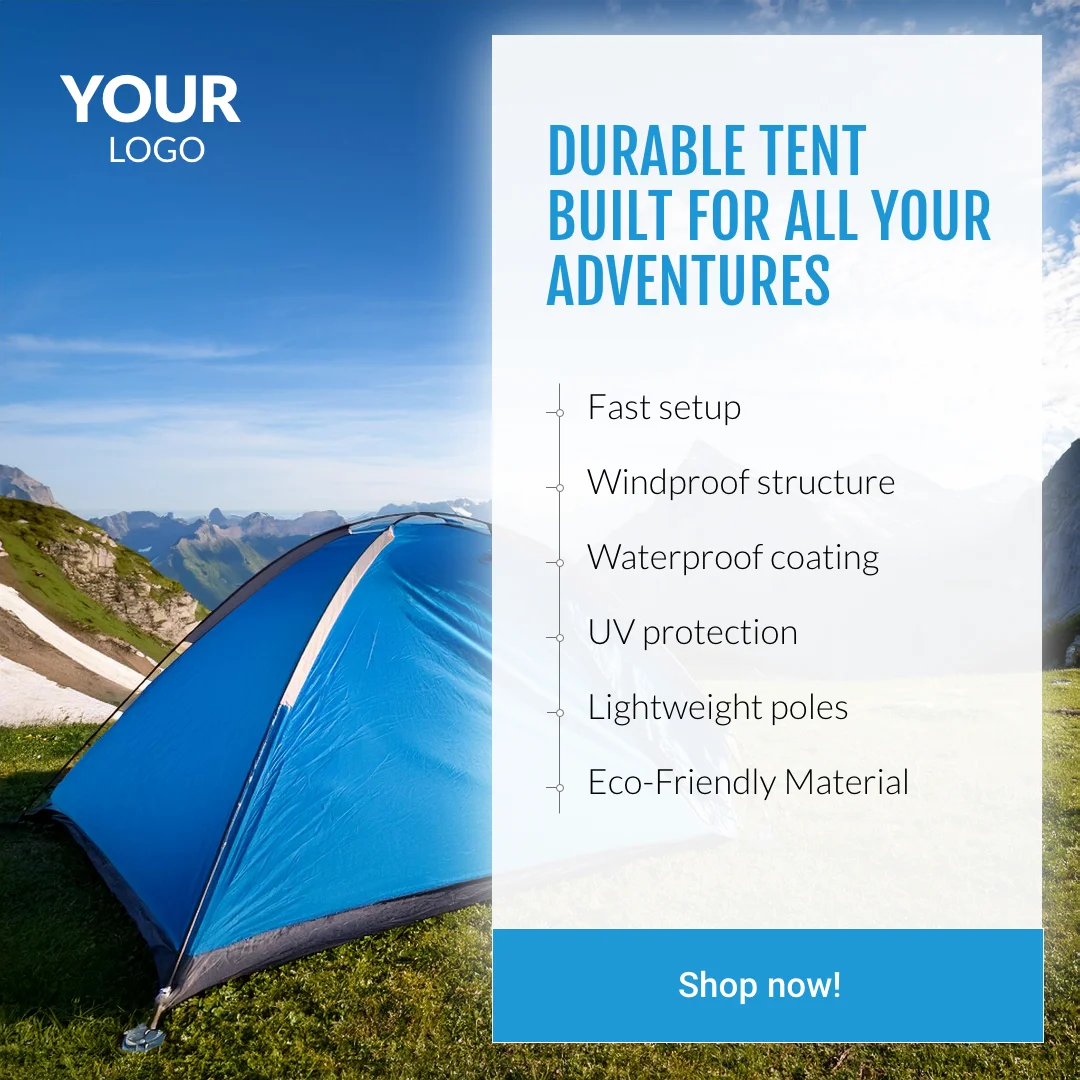 YOUR
LOGO
DURABLE TENT
BUILT FOR ALL YOUR
ADVENTURES
Fast setup
Windproof structure
Waterproof coating
UV protection
Lightweight poles
Eco-Friendly Material
Shop now!